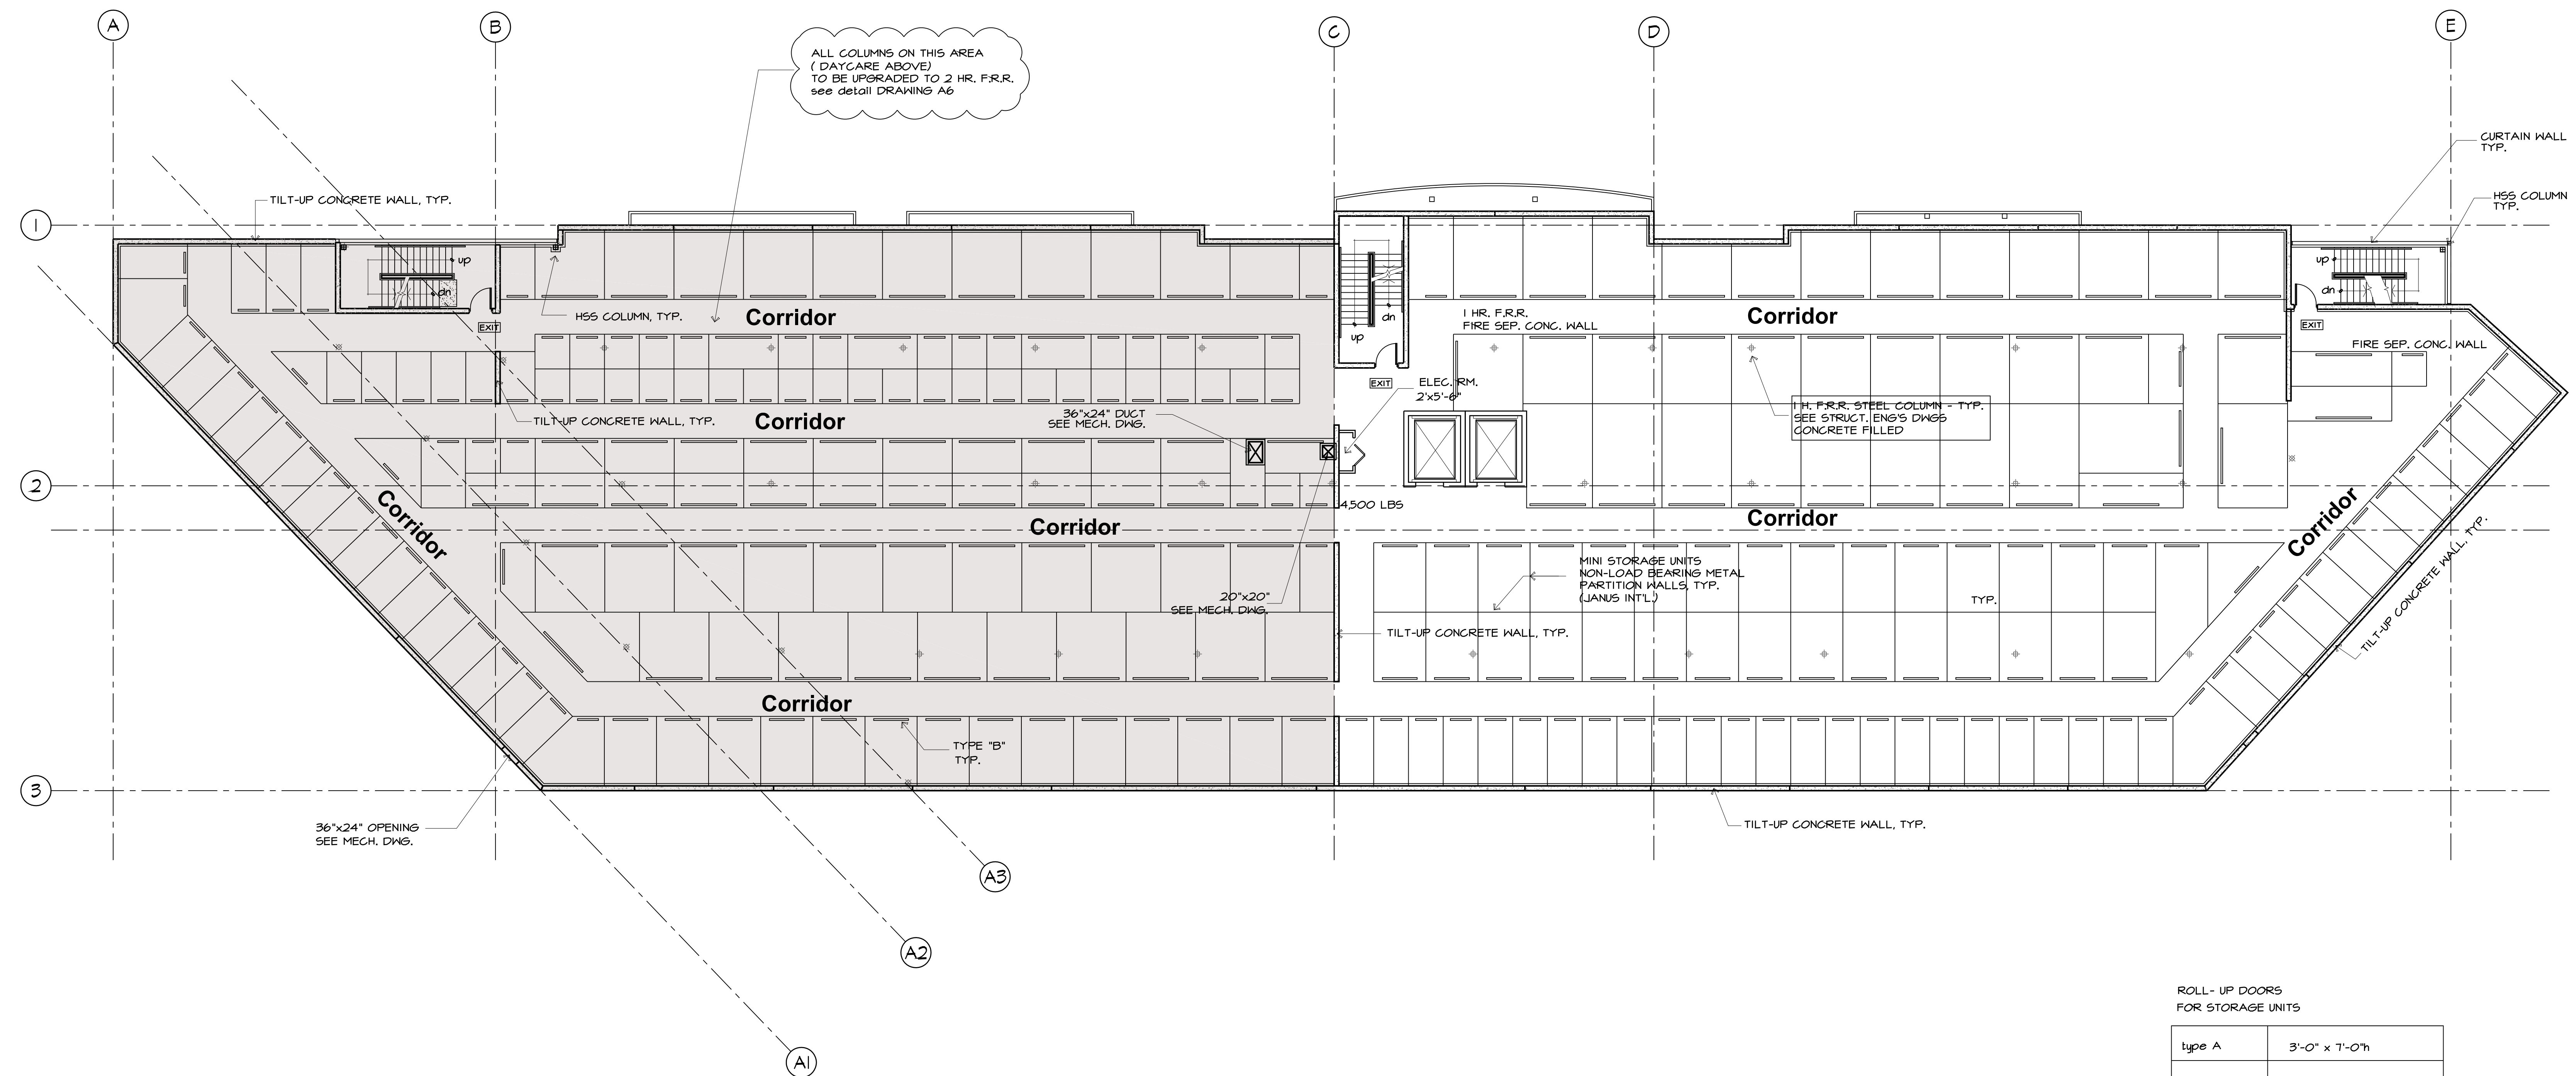 A
B
C
D
E
ALL COLUMNS ON THIS AREA
( DAYCARE ABOVE)
TO BE UPGRADED TO 2 HR. F.R.R.
see detail DRAWING A6
CURTAIN WALL
TYP.
TILT-UP CONCRETE WALL, TYP.
HSS COLUMN
TYP.
1
up
dn
up
dn
EXIT
HSS COLUMN, TYP.
Corridor
dn
up
1 HR. F.R.R.
FIRE SEP. CONC. WALL
Corridor
EXIT
FIRE SEP. CONC. WALL
EXIT
ELEC. RM.
2'x5'-6"
TILT-UP CONCRETE WALL, TYP.
Corridor
36"x24" DUCT
SEE MECH. DWG.
1 H. F.R.R. STEEL COLUMN - TYP.
SEE STRUCT. ENG'S DWGS
CONCRETE FILLED
2
Corridor
4,500 LBS
Corridor
Corridor
Corridor
MINI STORAGE UNITS
NON-LOAD BEARING METAL
PARTITION WALLS, TYP.
(JANUS INT'L.)
20"x20"
SEE MECH. DWG.
TYP.
TILT-UP CONCRETE WALL, TYP.
TILT-UP CONCRETE WALL, TYP.
Corridor
TYPE "B"
TYP.
3
36"x24" OPENING
SEE MECH. DWG.
TILT-UP CONCRETE WALL, TYP.
A3
A2
A1
ROLL- UP DOORS
FOR STORAGE UNITS
type A
3'-0" x 7'-0"h